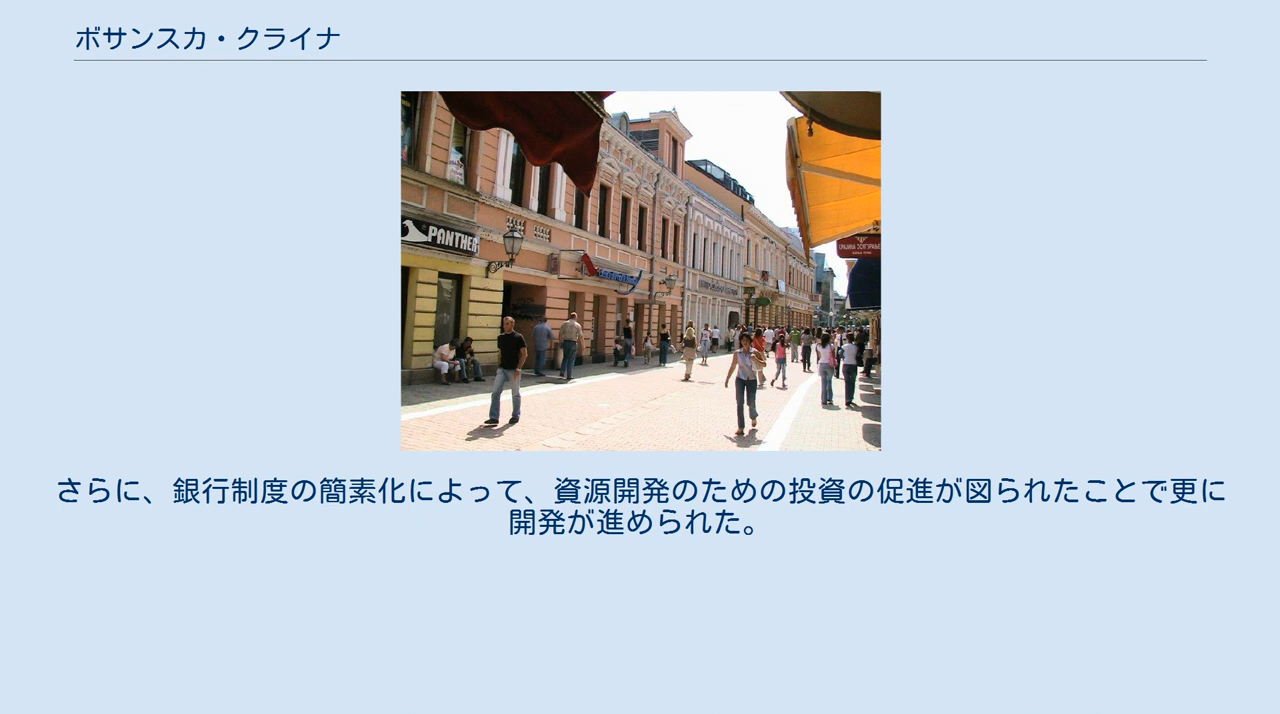 ボサンスカ・クライナ
PANTHER
さらに、銀行制度の簡素化によって、資源開発のための投資の促進が図られたことで更に
開発が進められた。